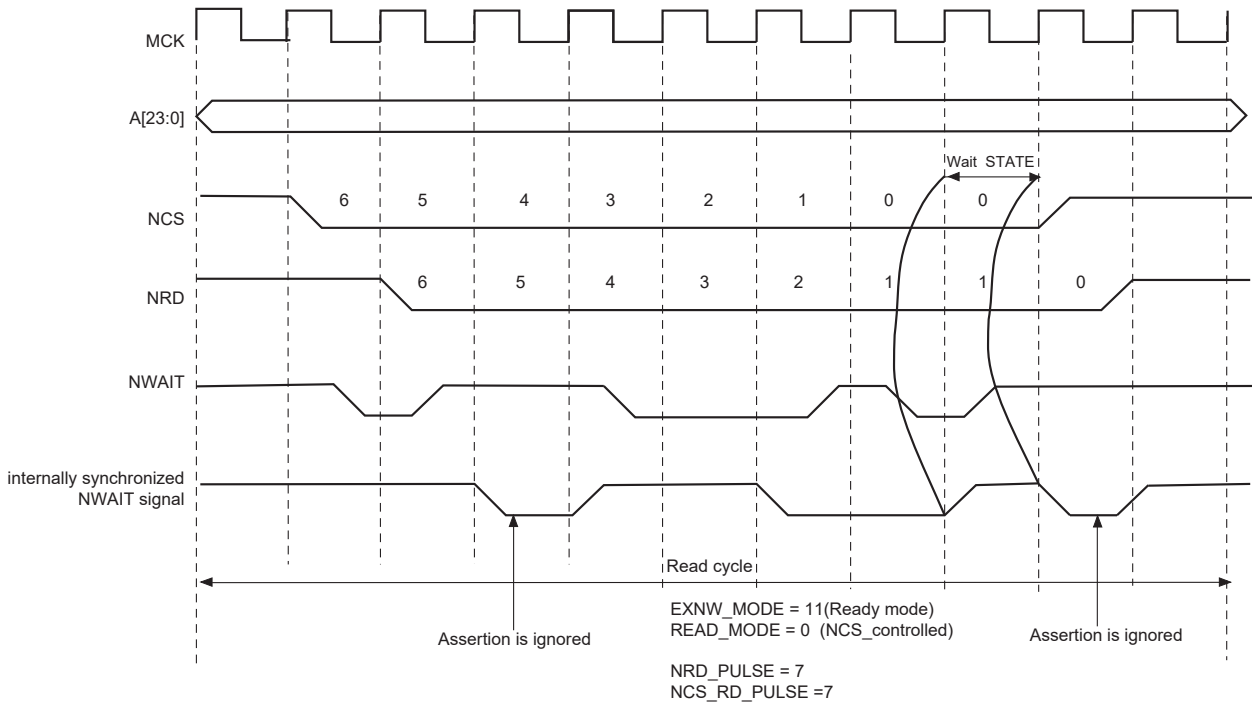 MCK
A[23:0]
Wait STATE
NCS
6 5 4 3 2 1 0 0
NRD
6 5 4 3 2 1 1 0
NWAIT
internally synchronized
NWAIT signal
Read cycle
EXNW_MODE = 11(Ready mode)
READ_MODE = 0 (NCS_controlled)
Assertion is ignored
Assertion is ignored
NRD_PULSE = 7
NCS_RD_PULSE =7